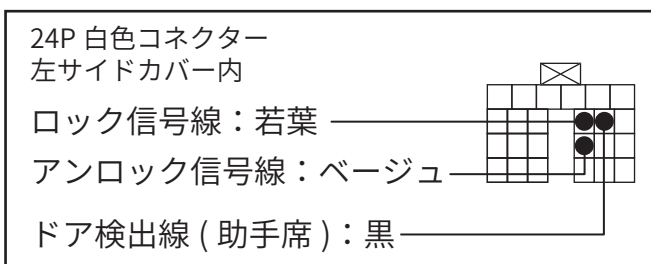 24P 白色コネクター
左サイドカバー内
ロック信号線：若葉
アンロック信号線：ベージュ
ドア検出線 ( 助手席 )：黒